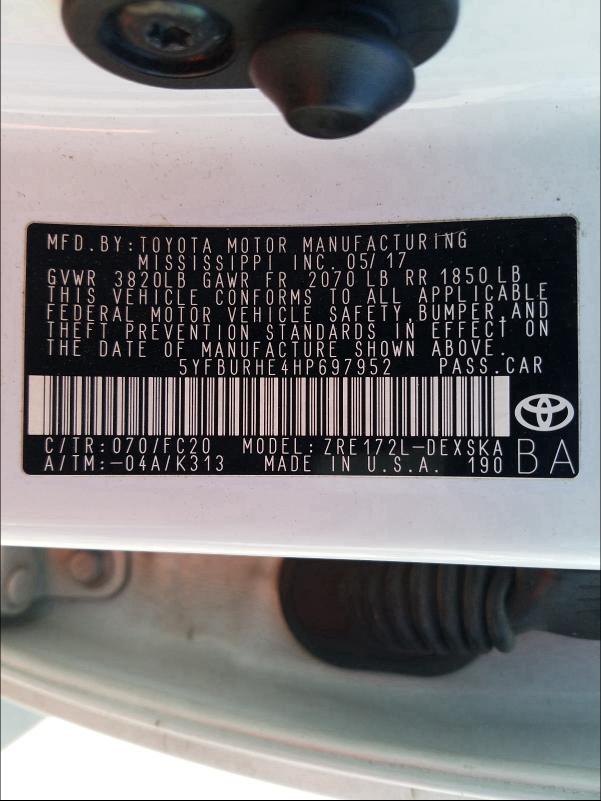 MFD. BY: TOYOTA MOTOR MANUFACTURING
MISSISSIPPI INC. 05/17
GVWR 3820LB GAWR FR 2070 LB RR 1850 LB
THIS VEHICLE CONFORMS TO ALL APPLICABLE
FEDERAL MOTOR VEHICLE SAFETY, BUMPER, AND
THEFT PREVENTION STANDARDS IN EFFECT ON
THE DATE OF MANUFACTURE SHOWN ABOVE.
5YFBURHE4HP697952 PASS. CAR
C/TR: 070/FC20 MODEL: ZRE172L-DEXSKA
A/TM: -04A/K313 MADE IN U.S.A. 190 BA